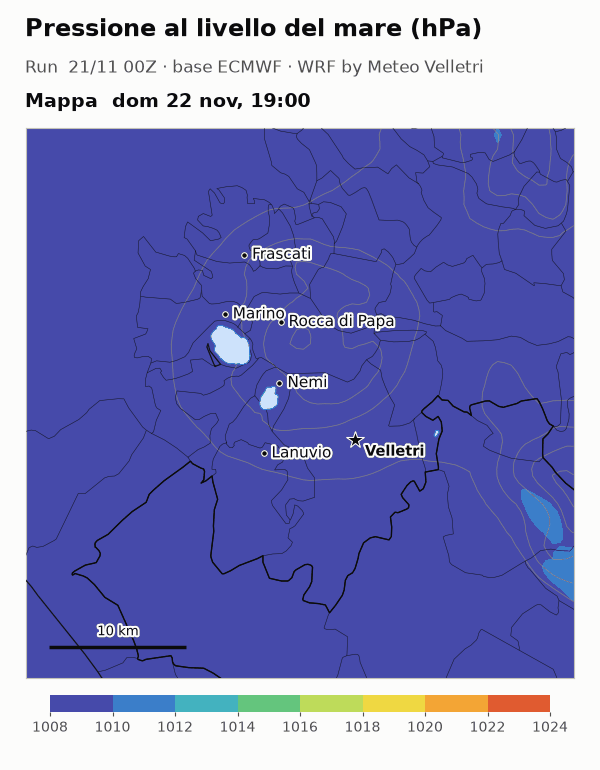 Pressione al livello del mare (hPa)
Run  21/11 00Z · base ECMWF · WRF by Meteo Velletri
Mappa  dom 22 nov, 19:00
Frascati
Marino
Rocca di Papa
Nemi
Velletri
Lanuvio
10 km
1008 1010 1012 1014 1016 1018 1020 1022 1024